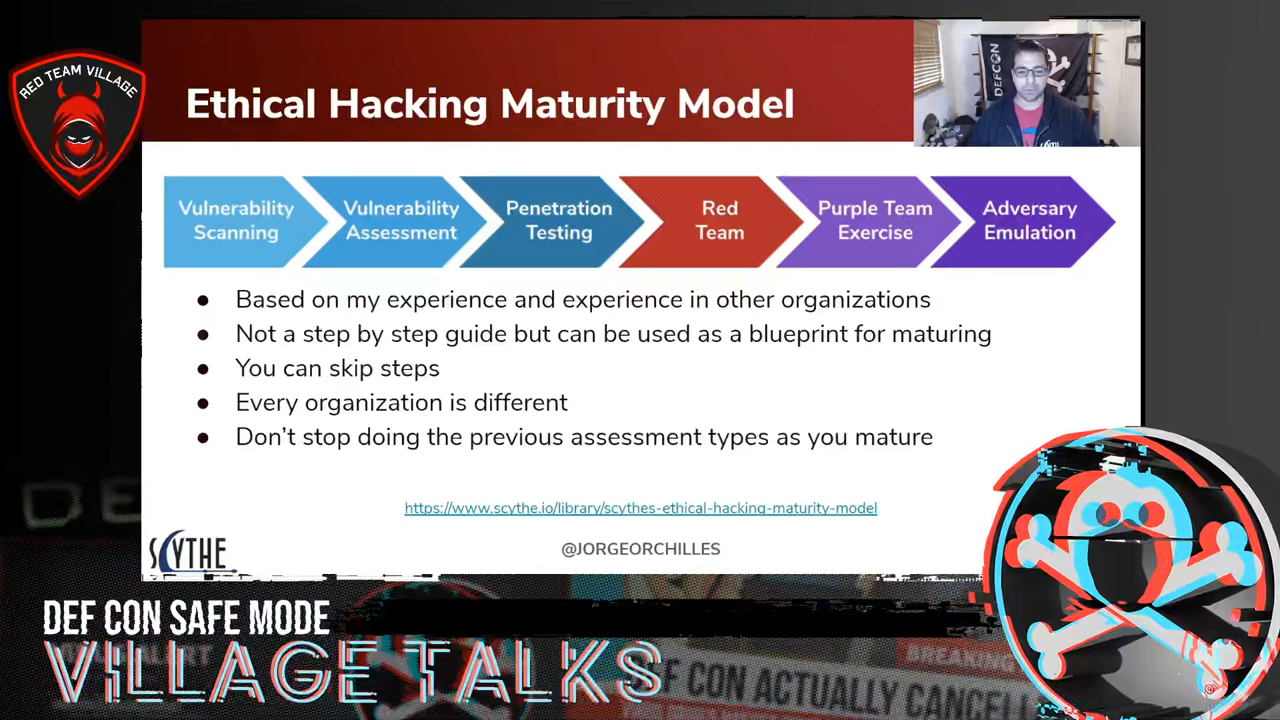 RED TEAM VILLAGE
Ethical Hacking Maturity Model
DEFCON
Vulnerability
Scanning
Vulnerability
Assessment
Penetration
Testing
Red
Team
Purple Team
Exercise
Adversary
Emulation
● Based on my experience and experience in other organizations
● Not a step by step guide but can be used as a blueprint for maturing
● You can skip steps
● Every organization is different
● Don’t stop doing the previous assessment types as you mature
https://www.scythe.io/library/scythes-ethical-hacking-maturity-model
SCYTHE
@JORGEORCHILLES
DEF CON SAFE MODE
VILLAGE TALKS
BREAKING
DEF CON ACTUALLY CANCELL